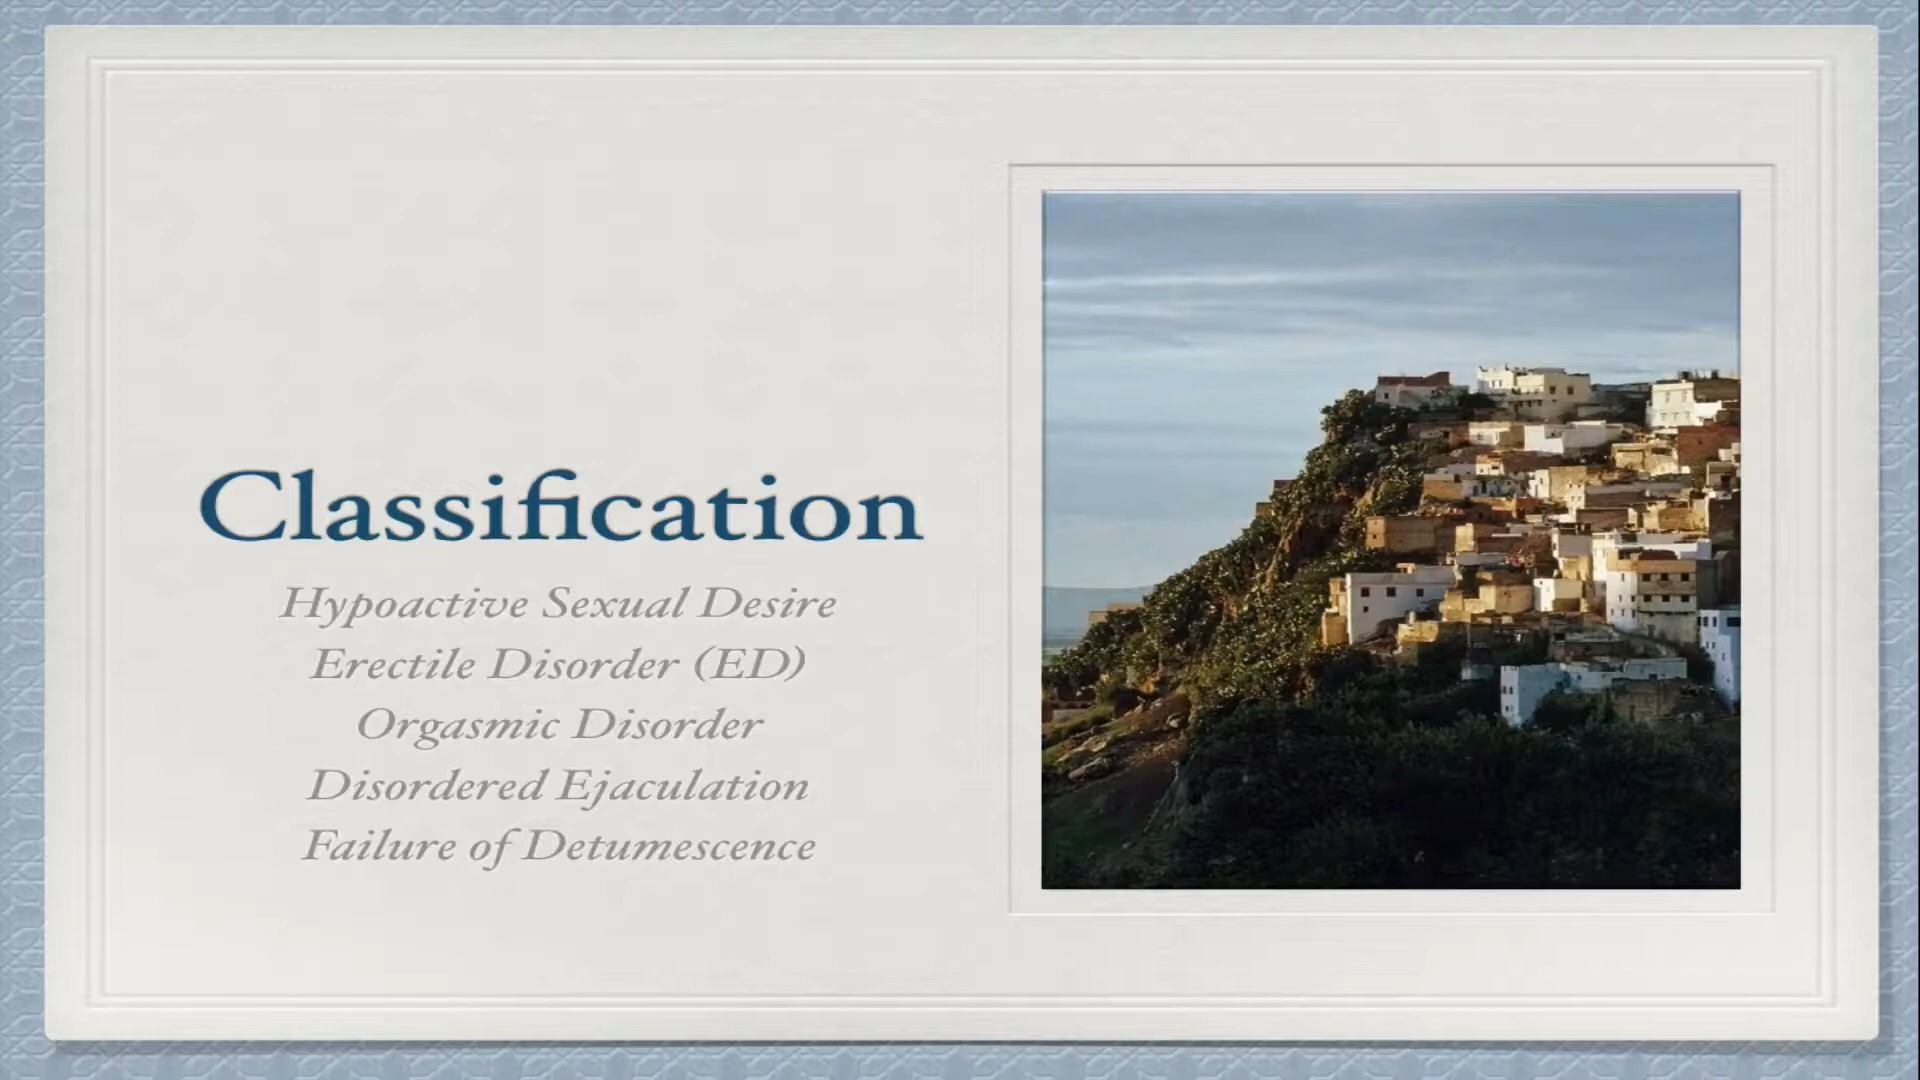 Classification
Hypoactive Sexual Desire
Erectile Disorder (ED)
Orgasmic Disorder
Disordered Ejaculation
Failure of Detumescence